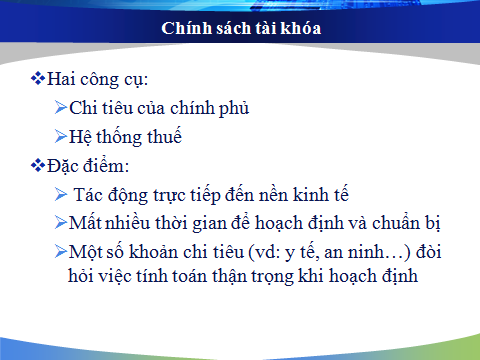 Chính sách tài khóa
❖Hai công cụ:
➢Chi tiêu của chính phủ
➢Hệ thống thuế
❖Đặc điểm:
➢ Tác động trực tiếp đến nền kinh tế
➢Mất nhiều thời gian để hoạch định và chuẩn bị
➢Một số khoản chi tiêu (vd: y tế, an ninh…) đòi
hỏi việc tính toán thận trọng khi hoạch định